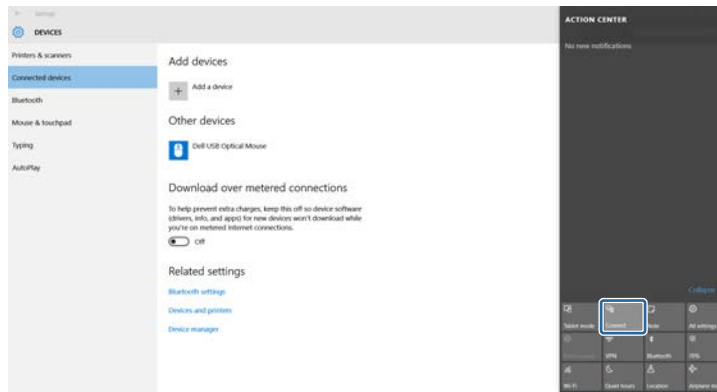 Settings
DEVICES
Printers & scanners
Connected devices
Bluetooth
Mouse & touchpad
Typing
AutoPlay
Add devices
Add a device
Other devices
Dell USB Optical Mouse
Download over metered connections
To help prevent extra charges, keep this off so device software
(drivers, info, and apps) for new devices won't download while
you're on metered Internet connections.
Off
Related settings
Bluetooth settings
Devices and printers
Device manager
ACTION CENTER
No new notifications
Collapse
Tablet mode
Connect
Note
All settings
VPN
Bluetooth
70%
Wi-Fi
Quiet hours
Location
Airplane m